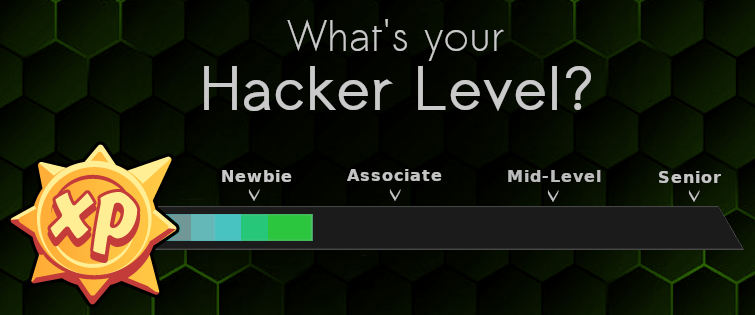 What's your
Hacker Level?
Newbie
Associate
Mid-Level
Senior
xp